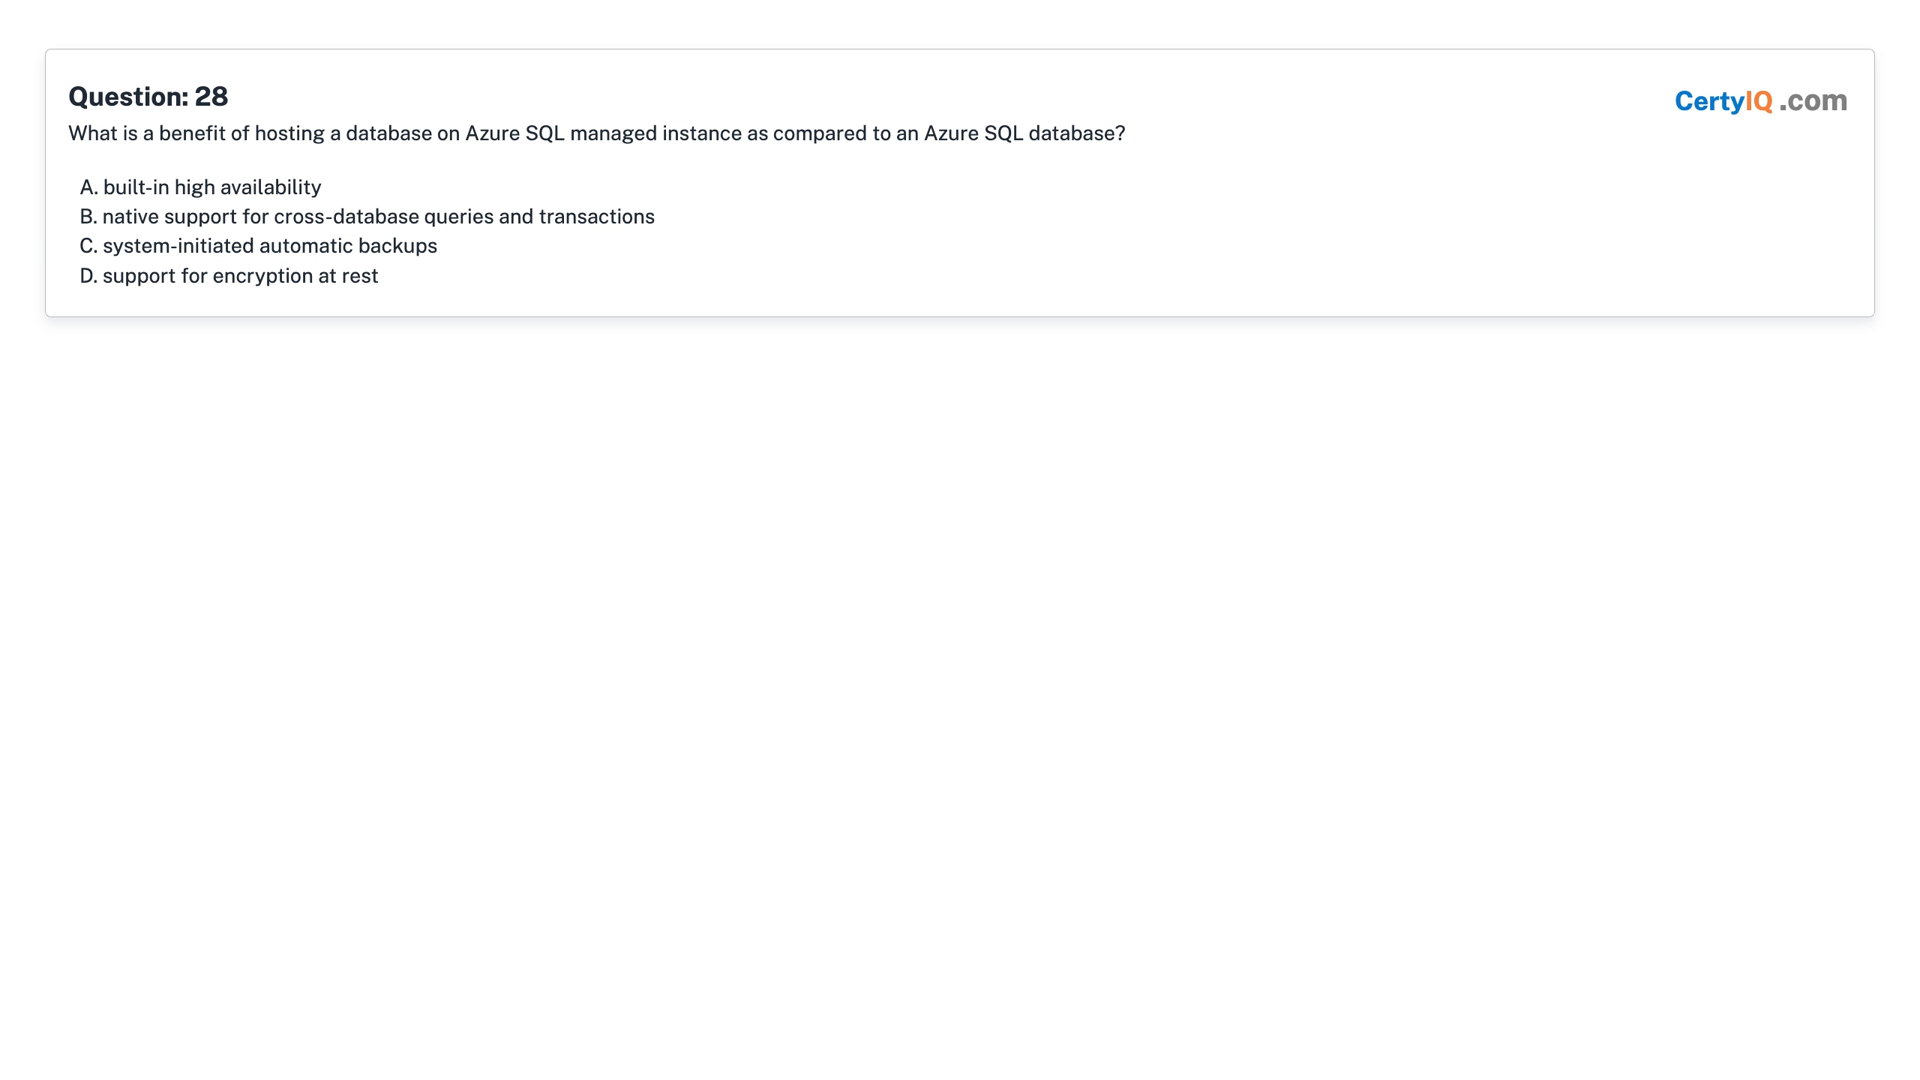 Question: 28
CertyIQ .com
What is a benefit of hosting a database on Azure SQL managed instance as compared to an Azure SQL database?
A. built-in high availability
B. native support for cross-database queries and transactions
C. system-initiated automatic backups
D. support for encryption at rest